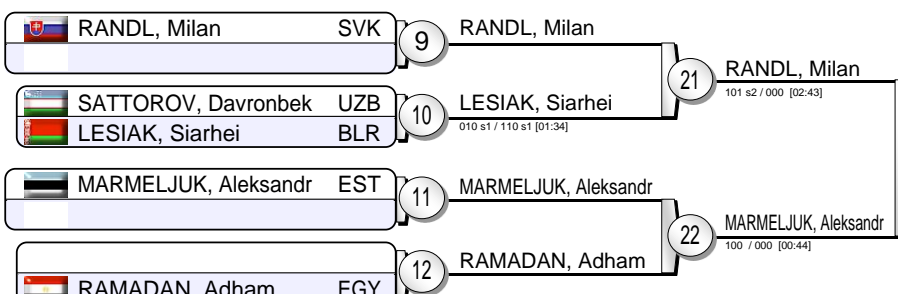 RANDL, Milan SVK
9
RANDL, Milan
21
RANDL, Milan
101 s2 / 000 [02:43]
SATTOROV, Davronbek UZB
LESIAK, Siarhei BLR
10
LESIAK, Siarhei
010 s1 / 110 s1 [01:34]
MARMELJUK, Aleksandr EST
11
MARMELJUK, Aleksandr
22
MARMELJUK, Aleksandr
100 / 000 [00:44]
RAMADAN, Adham EGY
12
RAMADAN, Adham